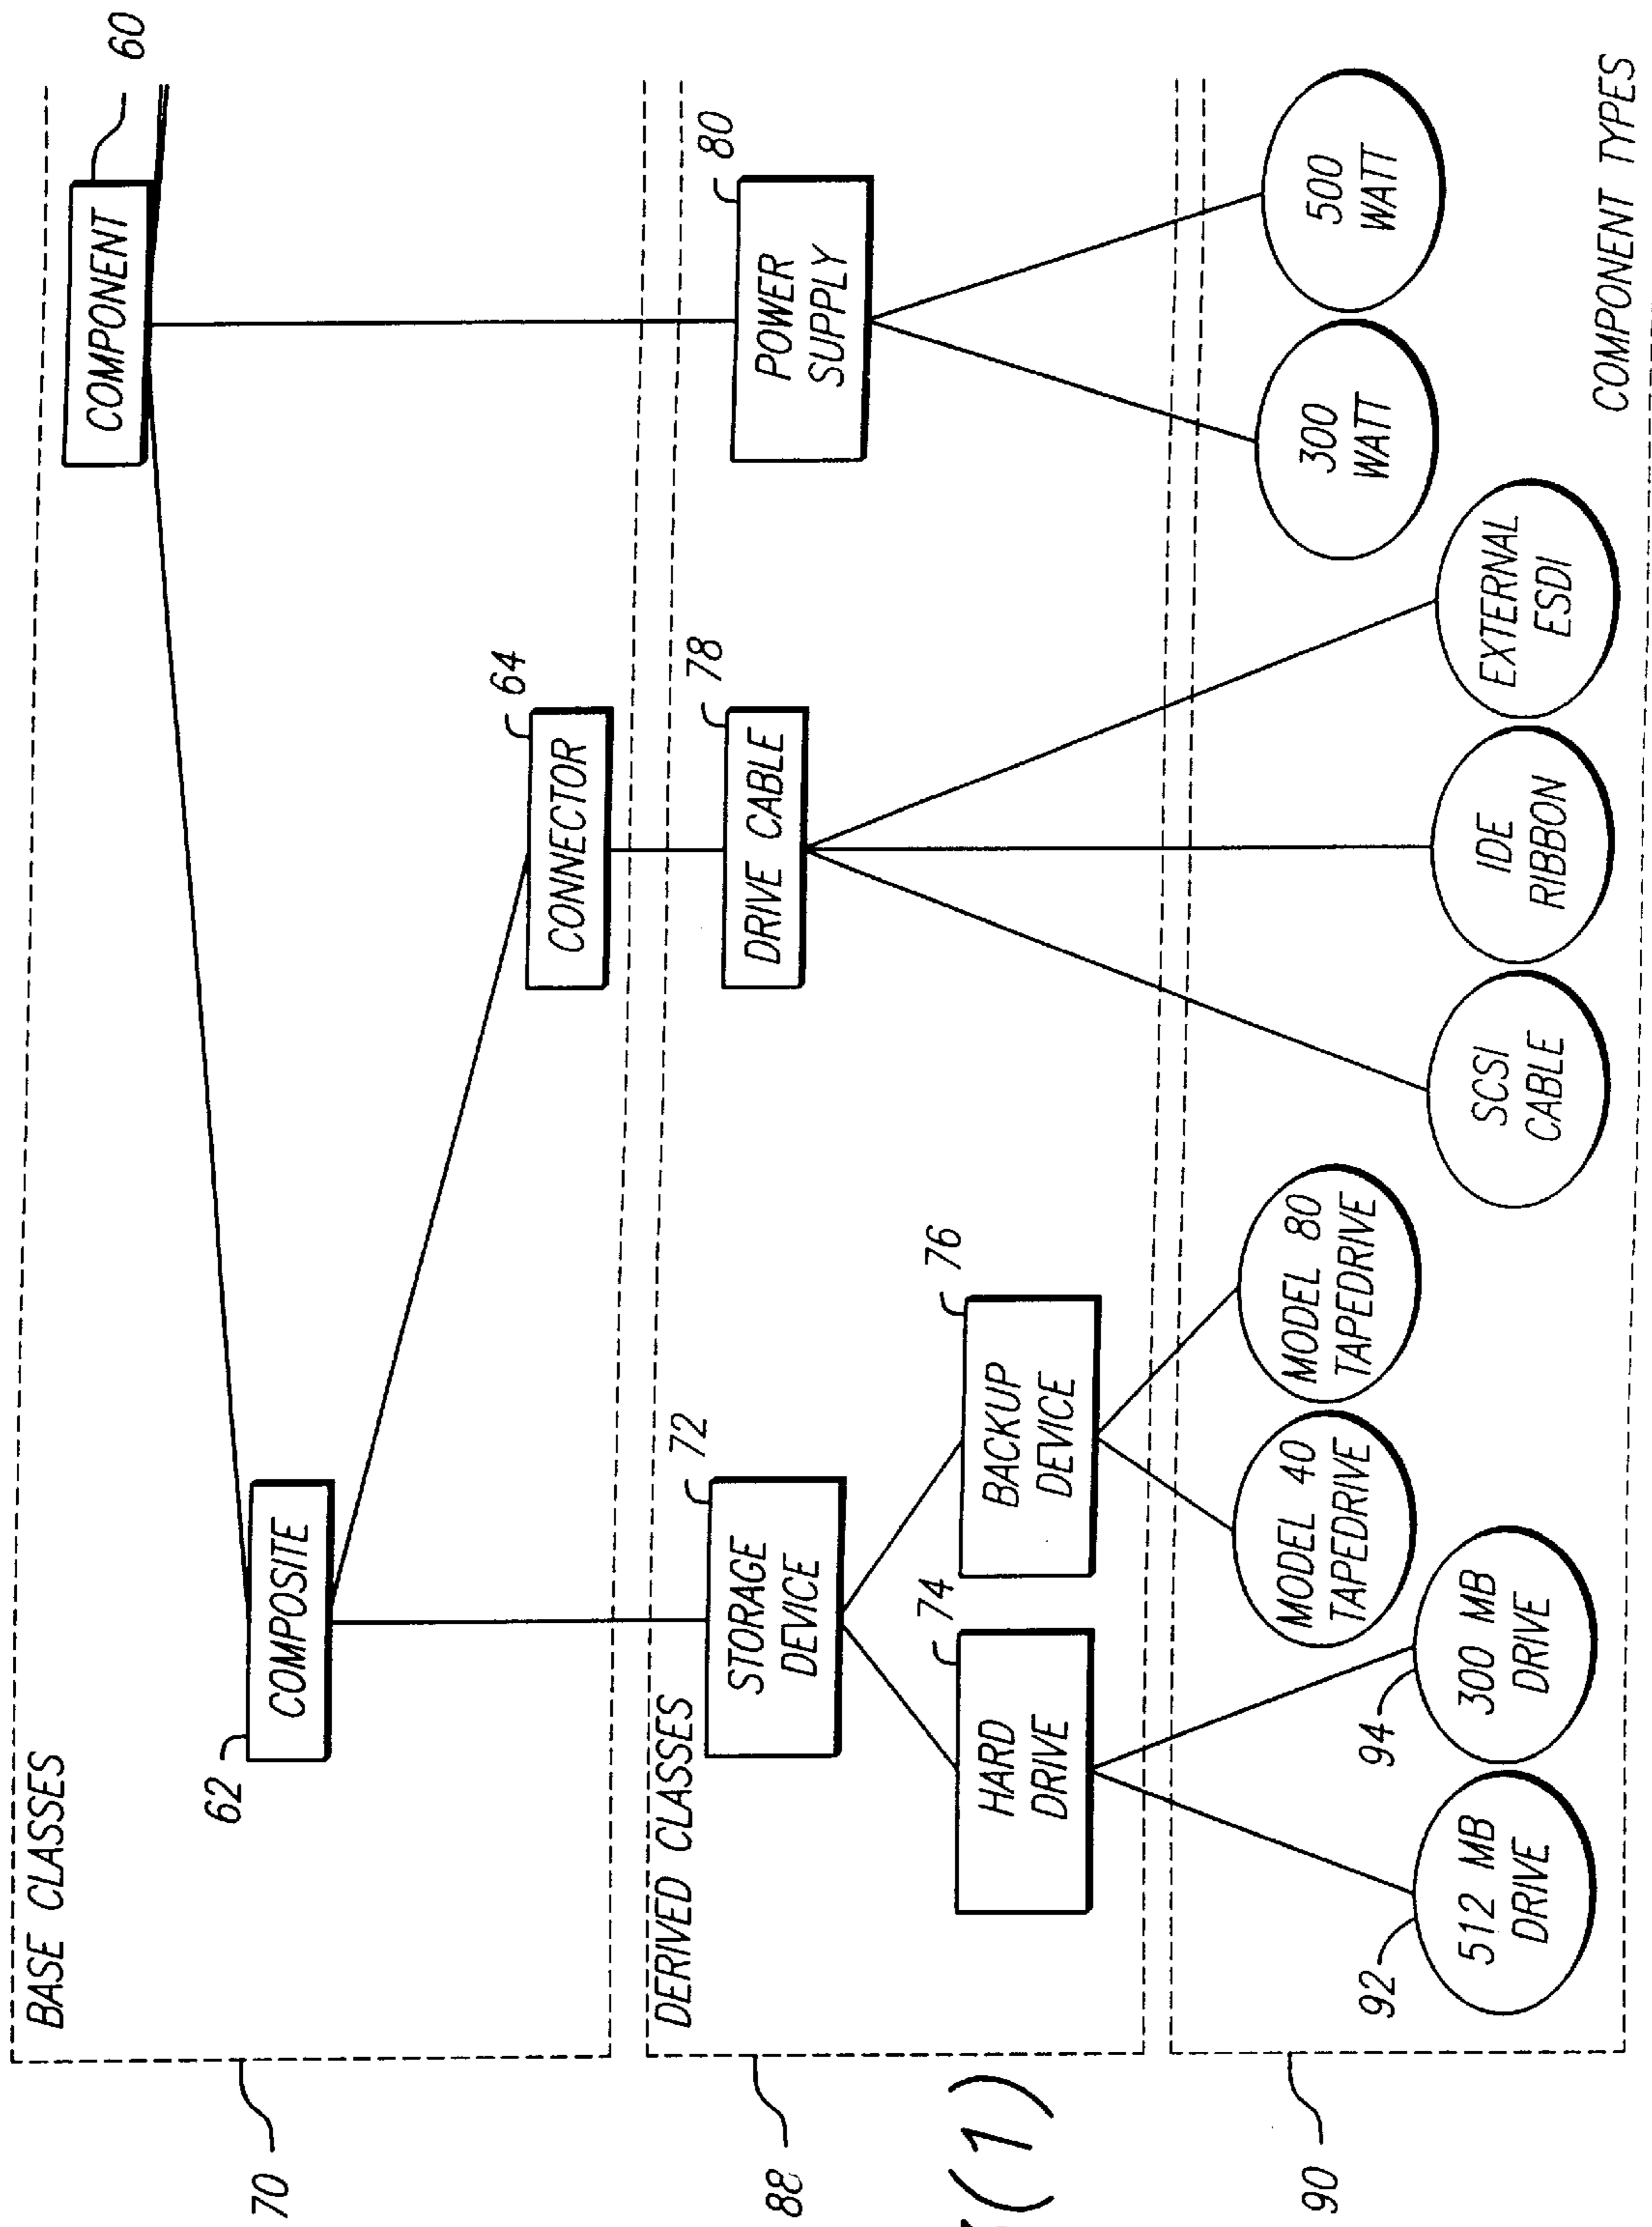 BASE CLASSES
COMPONENT
60
62
COMPOSITE
64
CONNECTOR
70
DERIVED CLASSES
72
STORAGE
DEVICE
78
DRIVE CABLE
80
POWER
SUPPLY
74
HARD
DRIVE
76
BACKUP
DEVICE
88
(1)
MODEL 40
TAPEDRIVE
MODEL 80
TAPEDRIVE
300
WATT
500
WATT
92
512 MB
DRIVE
94
300 MB
DRIVE
SCSI
CABLE
IDE
RIBBON
EXTERNAL
ESDI
90
COMPONENT TYPES